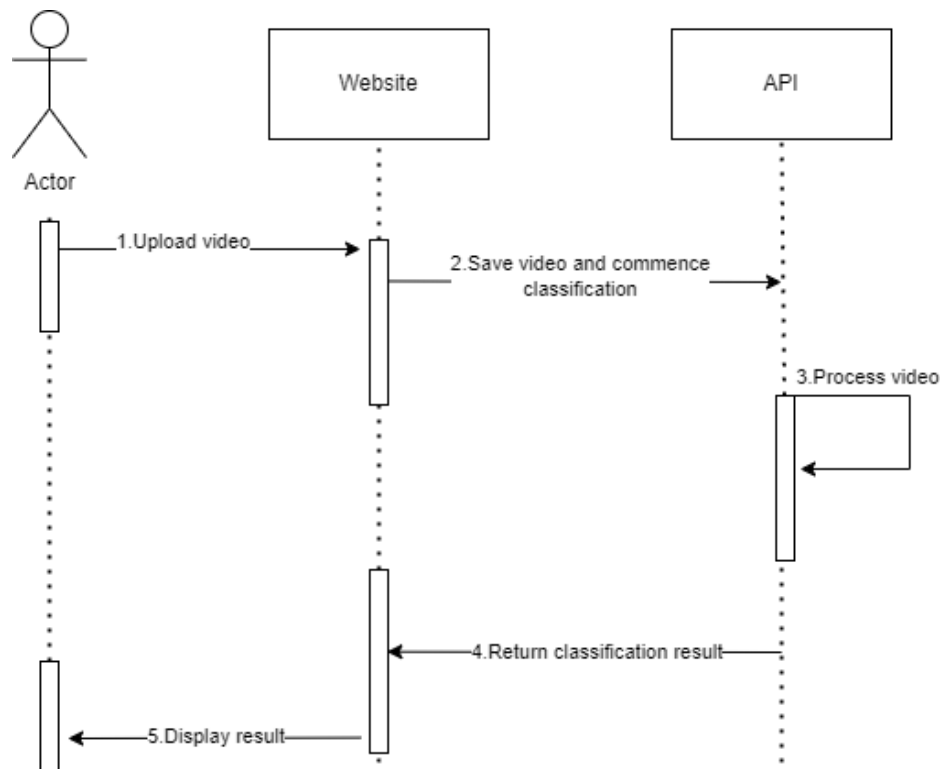 Website
API
Actor
1.Upload video
2.Save video and commence
classification
3.Process video
4.Return classification result
5.Display result